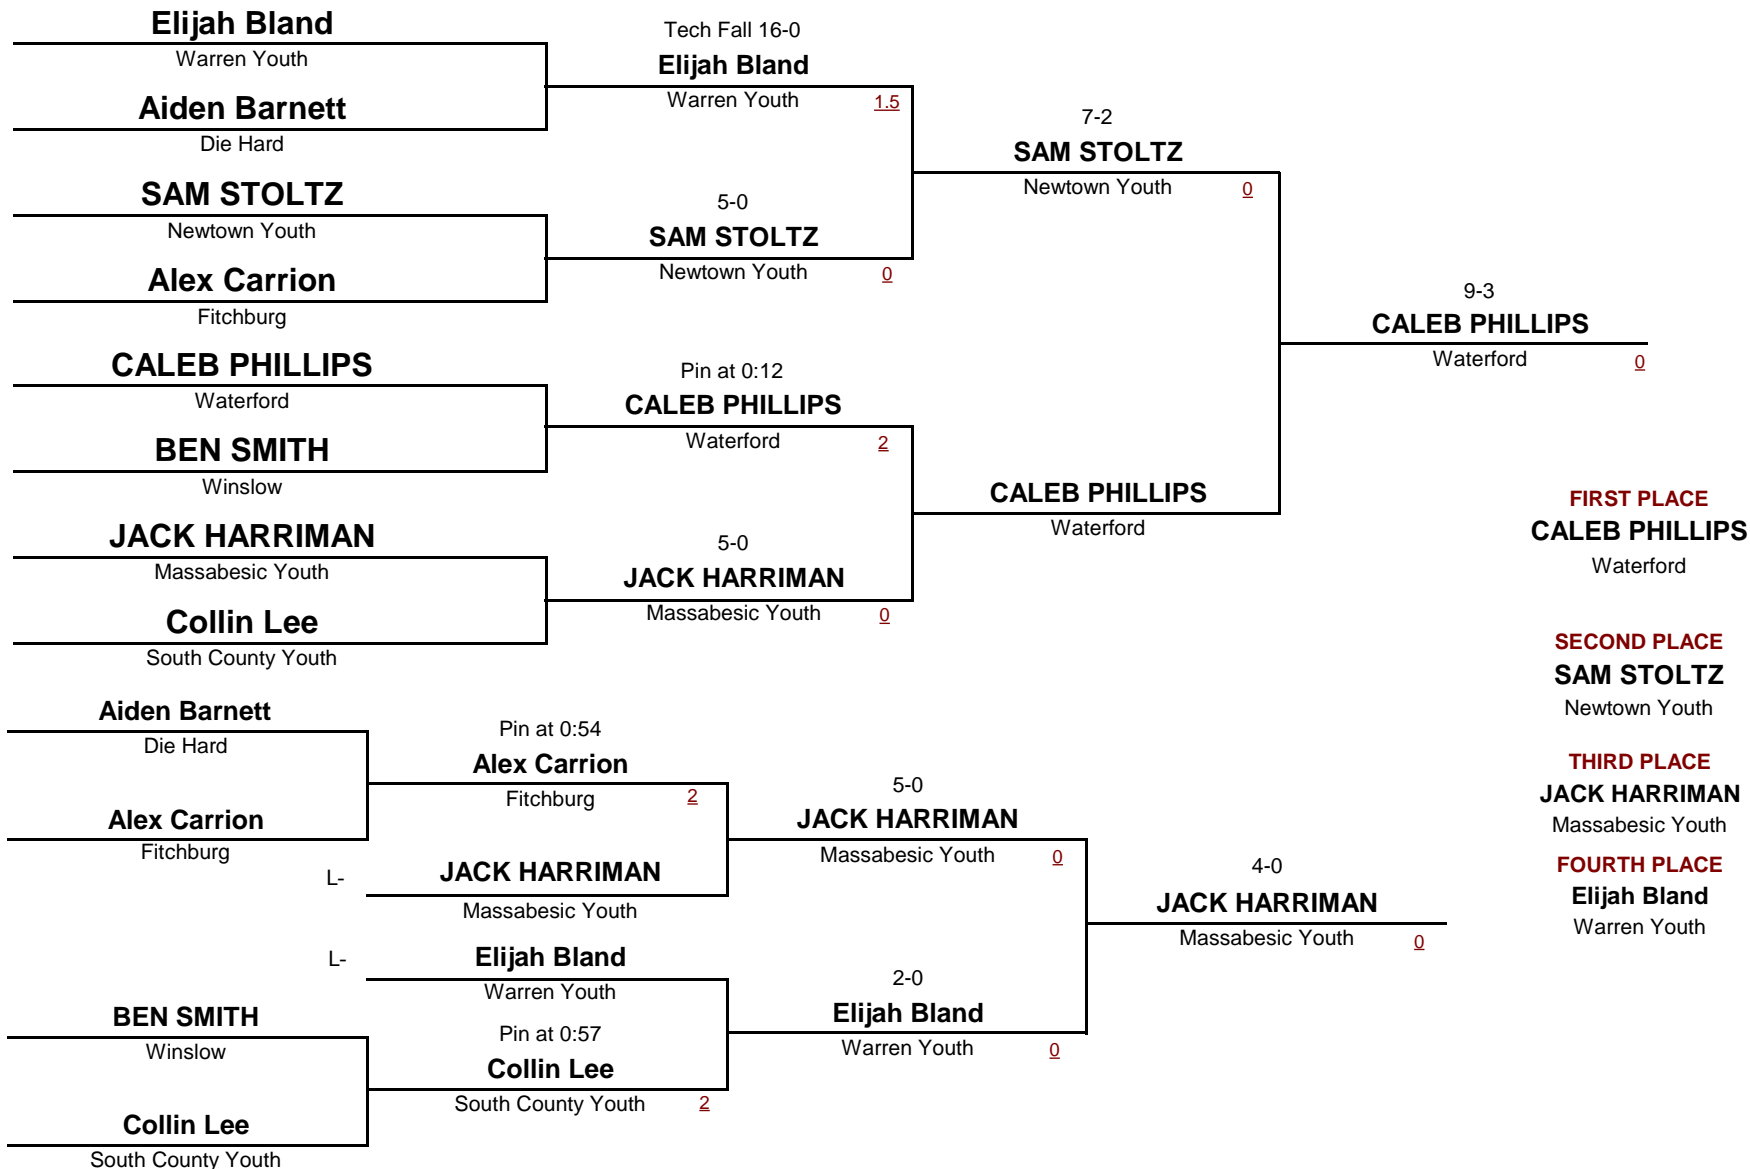 Elijah Bland
Warren Youth
Aiden Barnett
Die Hard
SAM STOLTZ
Newtown Youth
Alex Carrion
Fitchburg
CALEB PHILLIPS
Waterford
BEN SMITH
Winslow
JACK HARRIMAN
Massabesic Youth
Collin Lee
South County Youth
Tech Fall 16-0
Elijah Bland
Warren Youth 1.5
5-0
SAM STOLTZ
Newtown Youth 0
Pin at 0:12
CALEB PHILLIPS
Waterford 2
5-0
JACK HARRIMAN
Massabesic Youth 0
7-2
SAM STOLTZ
Newtown Youth 0
CALEB PHILLIPS
Waterford
9-3
CALEB PHILLIPS
Waterford 0
FIRST PLACE
CALEB PHILLIPS
Waterford
SECOND PLACE
SAM STOLTZ
Newtown Youth
THIRD PLACE
JACK HARRIMAN
Massabesic Youth
FOURTH PLACE
Elijah Bland
Warren Youth
Aiden Barnett
Die Hard
Alex Carrion
Fitchburg
BEN SMITH
Winslow
Collin Lee
South County Youth
Pin at 0:54
Alex Carrion
Fitchburg 2
L- JACK HARRIMAN
Massabesic Youth
L- Elijah Bland
Warren Youth
Pin at 0:57
Collin Lee
South County Youth 2
5-0
JACK HARRIMAN
Massabesic Youth 0
2-0
Elijah Bland
Warren Youth 0
4-0
JACK HARRIMAN
Massabesic Youth 0